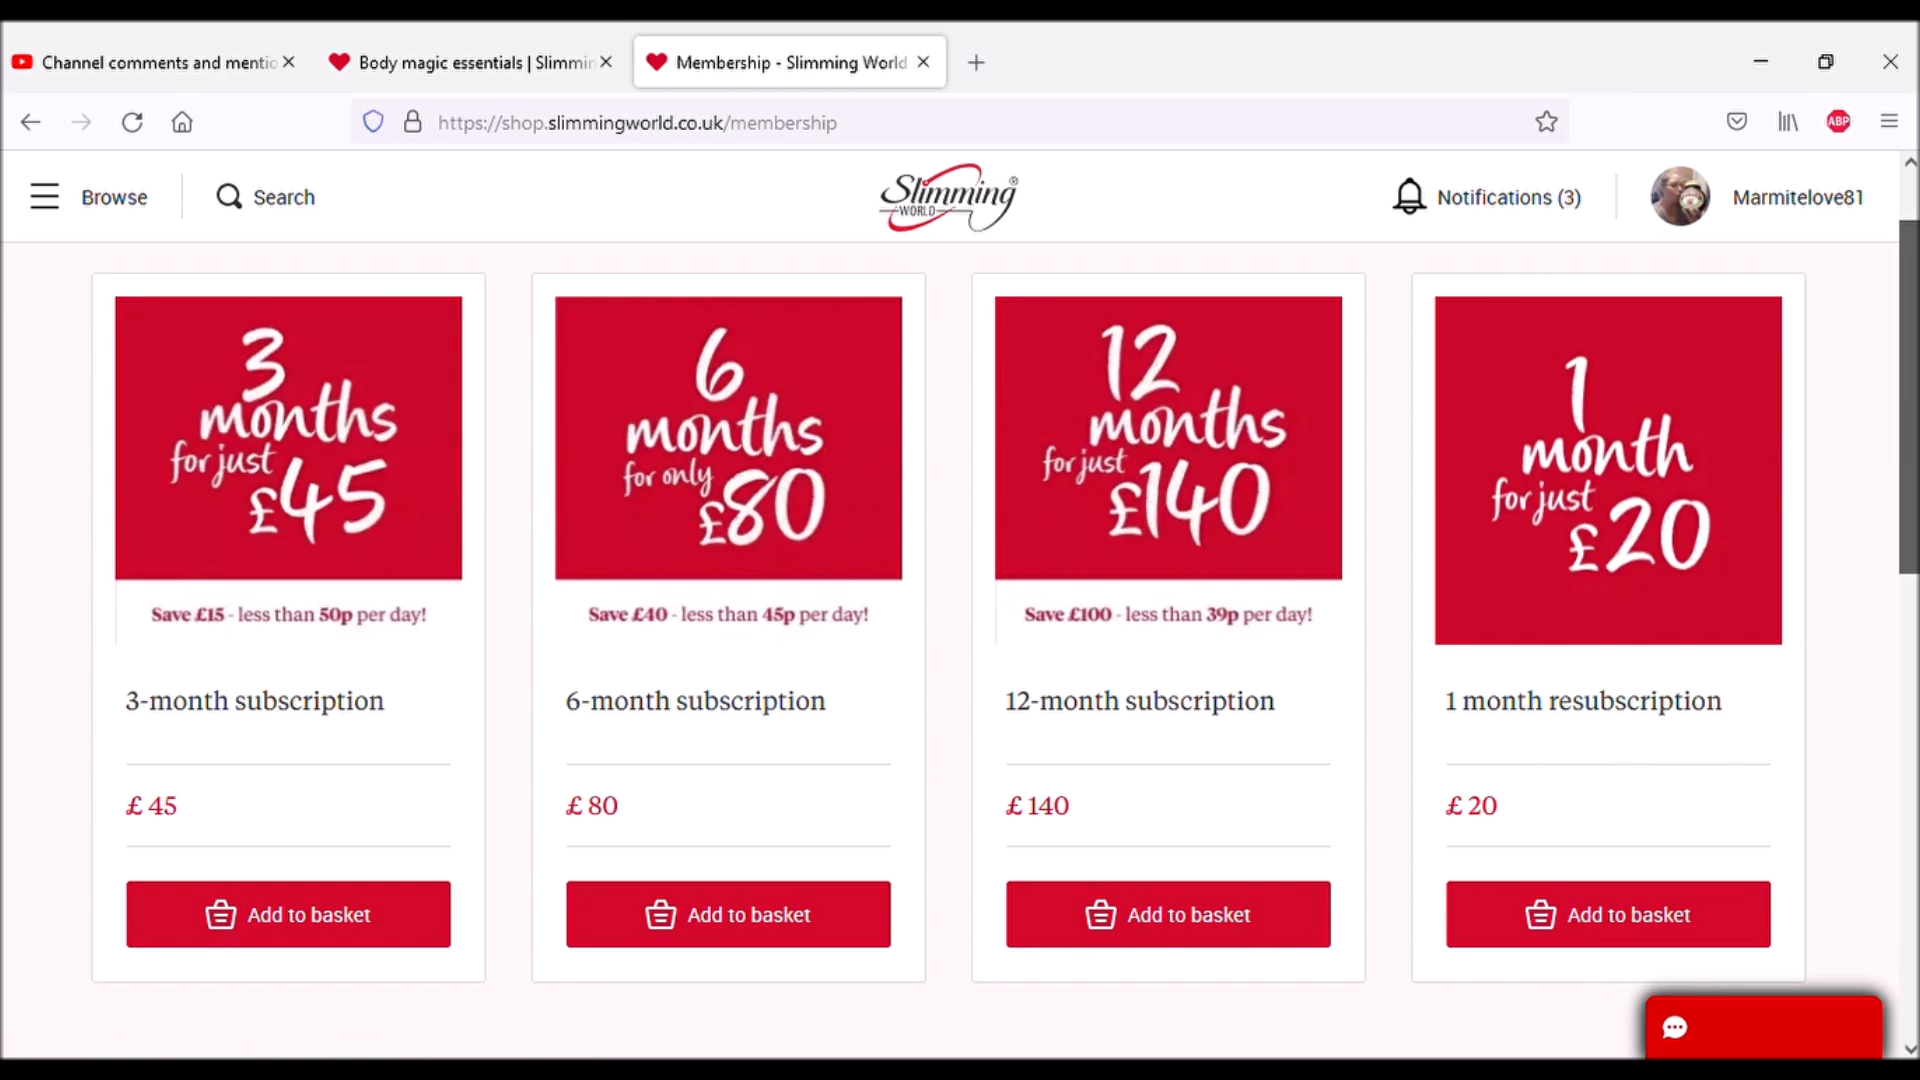 Channel comments and mentio
Body magic essentials | Slimmin
Membership - Slimming World
https://shop.slimmingworld.co.uk/membership
ABP
Browse
Search
Slimming
WORLD
®
Notifications (3)
Marmitelove81
3
months
for just
£45
Save £15 - less than 50p per day!
3-month subscription
£ 45
Add to basket
6
months
for only
£80
Save £40 - less than 45p per day!
6-month subscription
£ 80
Add to basket
12
months
for just
£140
Save £100 - less than 39p per day!
12-month subscription
£ 140
Add to basket
1
month
for just
£20
1 month resubscription
£ 20
Add to basket